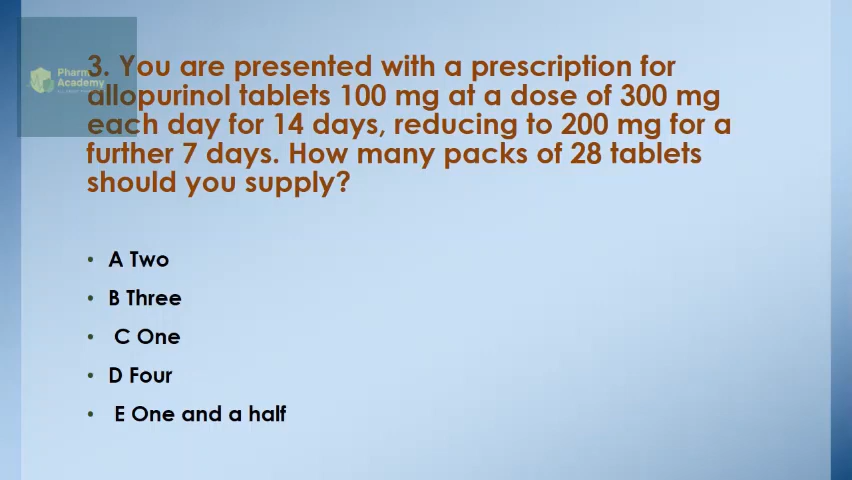 Pharm
Academy
3. You are presented with a prescription for
allopurinol tablets 100 mg at a dose of 300 mg
each day for 14 days, reducing to 200 mg for a
further 7 days. How many packs of 28 tablets
should you supply?
• A Two
• B Three
• C One
• D Four
• E One and a half